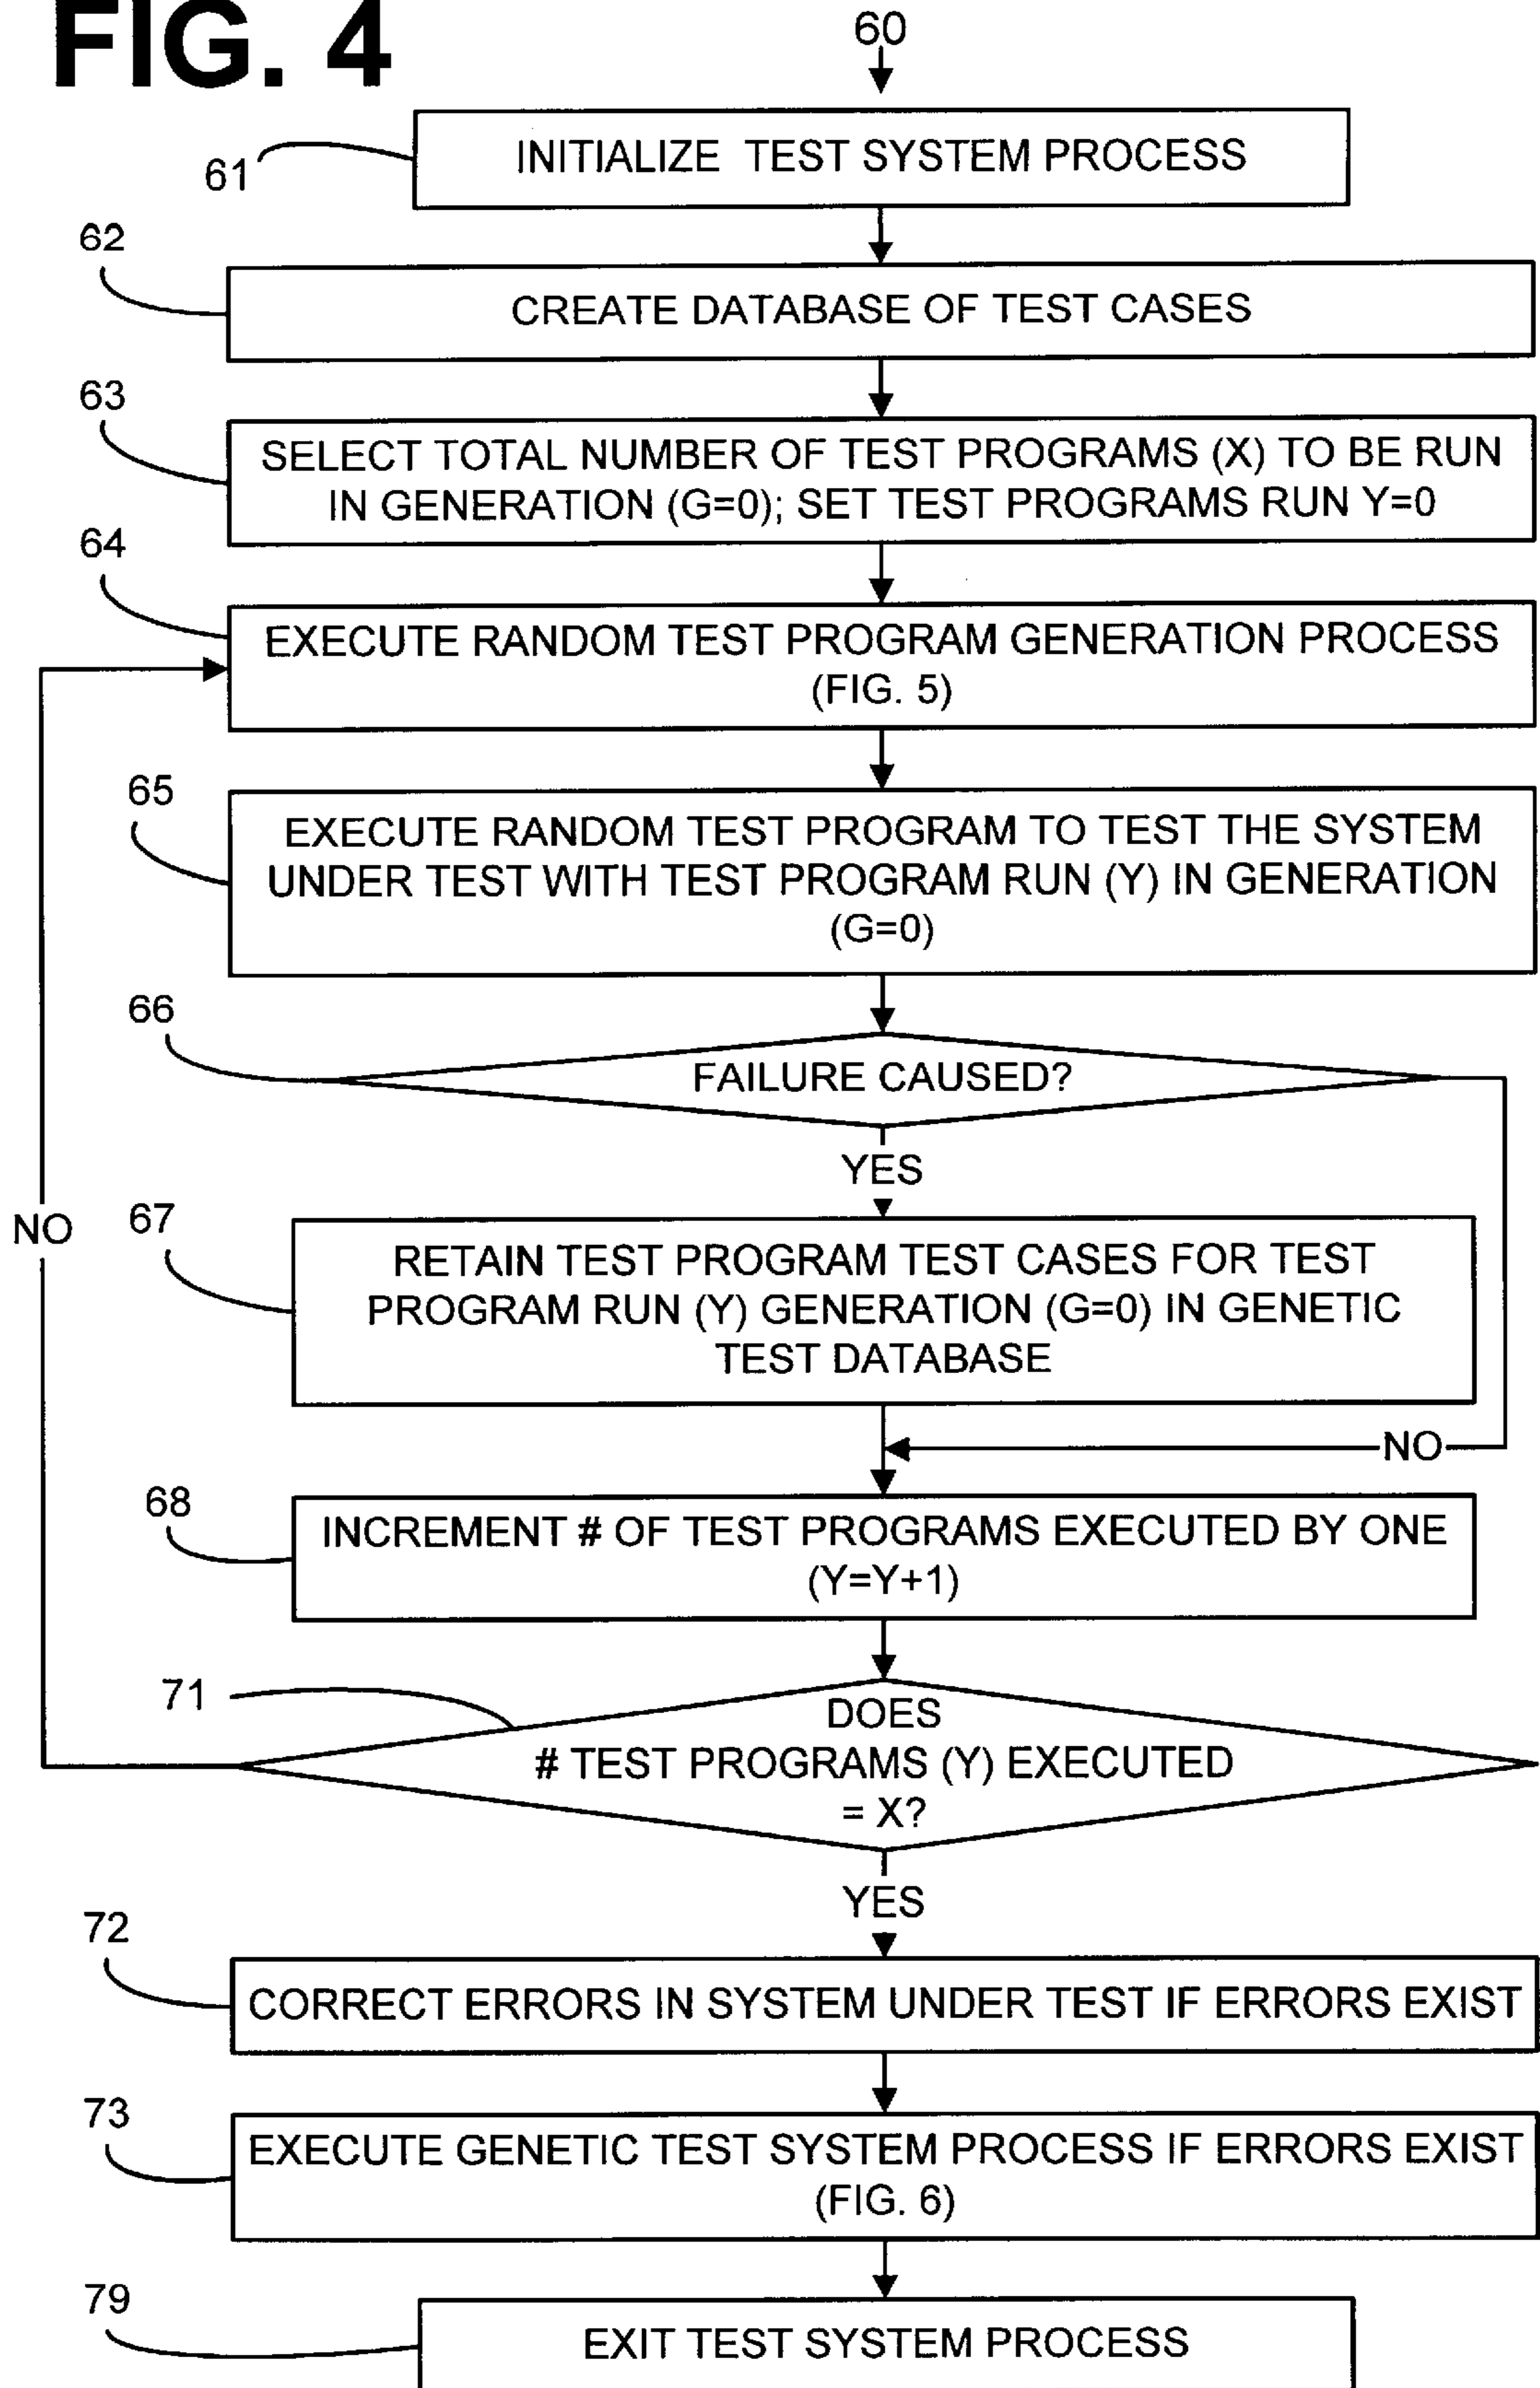 FIG. 4
60
61
INITIALIZE TEST SYSTEM PROCESS
62
CREATE DATABASE OF TEST CASES
63
SELECT TOTAL NUMBER OF TEST PROGRAMS (X) TO BE RUN
IN GENERATION (G=0); SET TEST PROGRAMS RUN Y=0
64
EXECUTE RANDOM TEST PROGRAM GENERATION PROCESS
(FIG. 5)
65
EXECUTE RANDOM TEST PROGRAM TO TEST THE SYSTEM
UNDER TEST WITH TEST PROGRAM RUN (Y) IN GENERATION
(G=0)
66
FAILURE CAUSED?
YES
NO
67
RETAIN TEST PROGRAM TEST CASES FOR TEST
PROGRAM RUN (Y) GENERATION (G=0) IN GENETIC
TEST DATABASE
NO
68
INCREMENT # OF TEST PROGRAMS EXECUTED BY ONE
(Y=Y+1)
71
DOES
# TEST PROGRAMS (Y) EXECUTED
= X?
YES
72
CORRECT ERRORS IN SYSTEM UNDER TEST IF ERRORS EXIST
73
EXECUTE GENETIC TEST SYSTEM PROCESS IF ERRORS EXIST
(FIG. 6)
79
EXIT TEST SYSTEM PROCESS